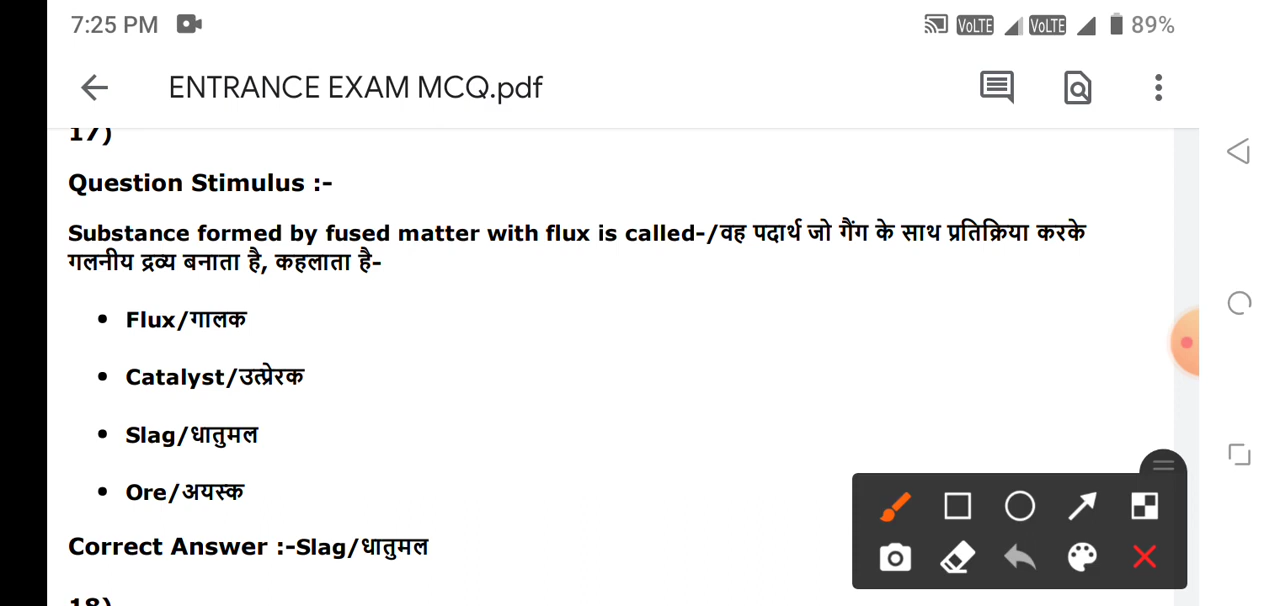 7:25 PM VoLTE VoLTE 89%
ENTRANCE EXAM MCQ.pdf
17)
Question Stimulus :-
Substance formed by fused matter with flux is called-/वह पदार्थ जो गैंग के साथ प्रतिक्रिया करके
गलनीय द्रव्य बनाता है, कहलाता है-
• Flux/गालक
• Catalyst/उत्प्रेरक
• Slag/धातुमल
• Ore/अयस्क
Correct Answer :-Slag/धातुमल
18)